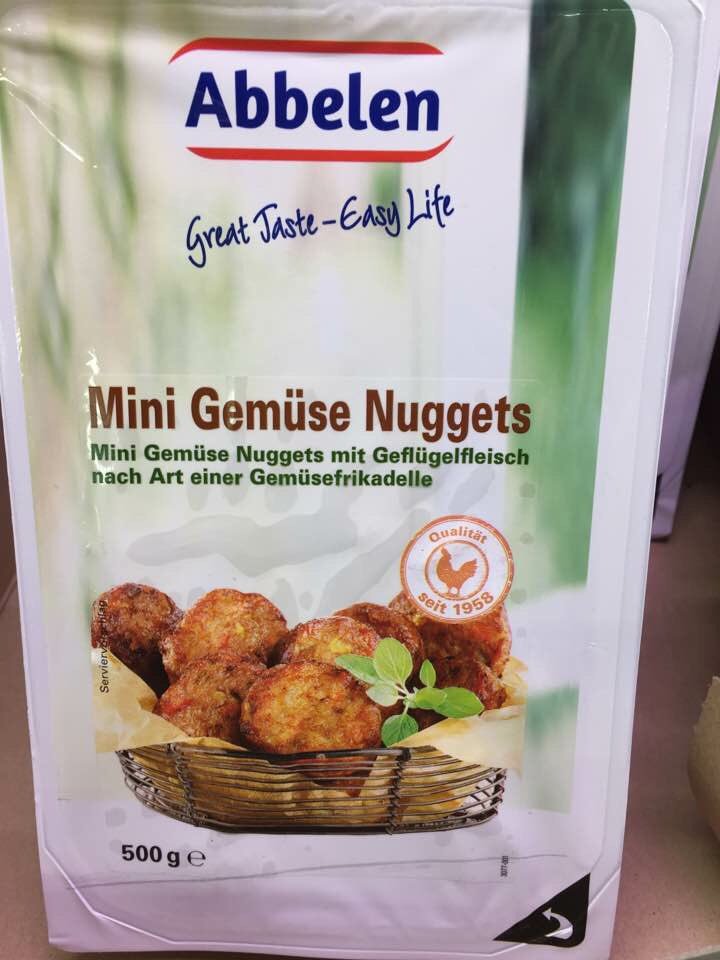 Abbelen
Great Taste – Easy Life
Mini Gemüse Nuggets
Mini Gemüse Nuggets mit Geflügelfleisch
nach Art einer Gemüsefrikadelle
Qualität
seit 1958
500 g ℮